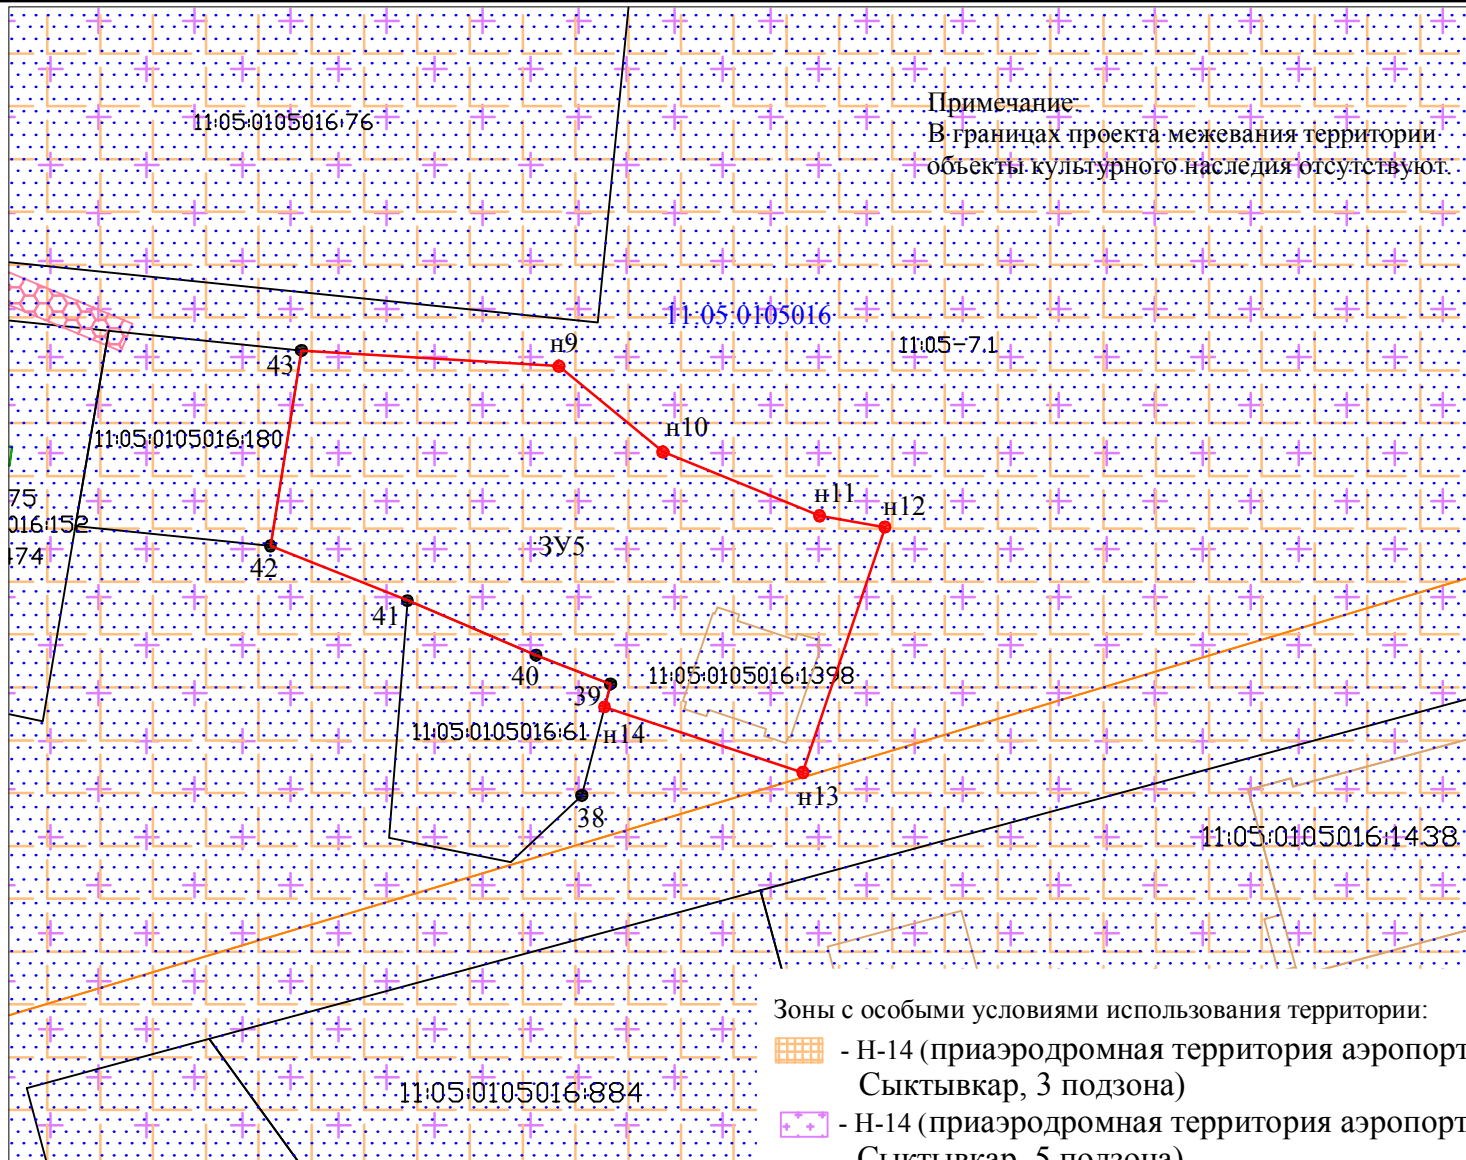 11:05:0105016:76
Примечание:
В границах проекта межевания территории
объекты культурного наследия отсутствуют.
11:05:0105016
11:05-7.1
н9
43
н10
11:05:0105016:180
75
016:152
474
н11
н12
ЗУ5
42
41
40
39
11:05:0105016:1398
11:05:0105016:61
н14
н13
38
11:05:0105016:1438
Зоны с особыми условиями использования территории:
- Н-14 (приаэродромная территория аэропорт
Сыктывкар, 3 подзона)
- Н-14 (приаэродромная территория аэропорт
Сыктывкар, 5 подзона)
11:05:0105016:884